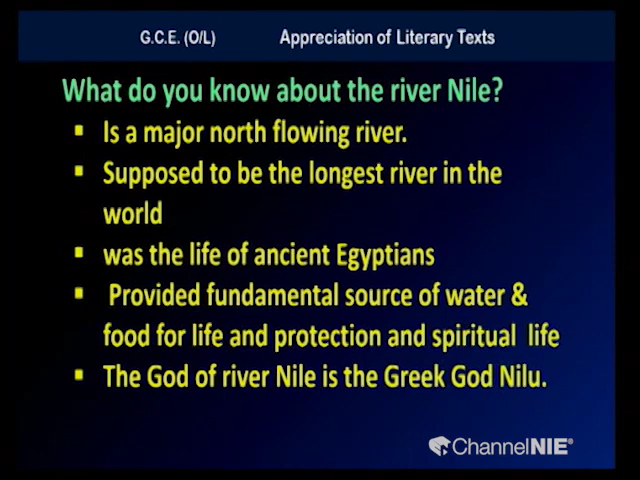 G.C.E. (O/L) Appreciation of Literary Texts
What do you know about the river Nile?
▪ Is a major north flowing river.
▪ Supposed to be the longest river in the
world
▪ was the life of ancient Egyptians
▪ Provided fundamental source of water &
food for life and protection and spiritual life
▪ The God of river Nile is the Greek God Nilu.
ChannelNIE®